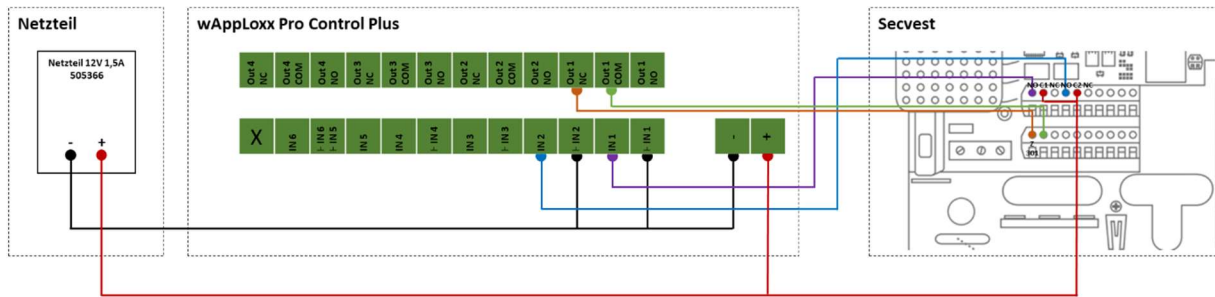 Netzteil
Netzteil 12V 1,5A
505366
-
+
wAppLoxx Pro Control Plus
Out 4
NC
Out 4
COM
Out 4
NO
Out 3
NC
Out 3
COM
Out 3
NO
Out 2
NC
Out 2
COM
Out 2
NO
Out 1
NC
Out 1
COM
Out 1
NO
X
IN 6
⊢ IN 6
⊢ IN 5
IN 5
IN 4
⊢ IN 4
IN 3
⊢ IN 3
IN 2
⊢ IN 2
IN 1
⊢ IN 1
-
+
Secvest
NO C1 NC NO C2 NC
Z
301